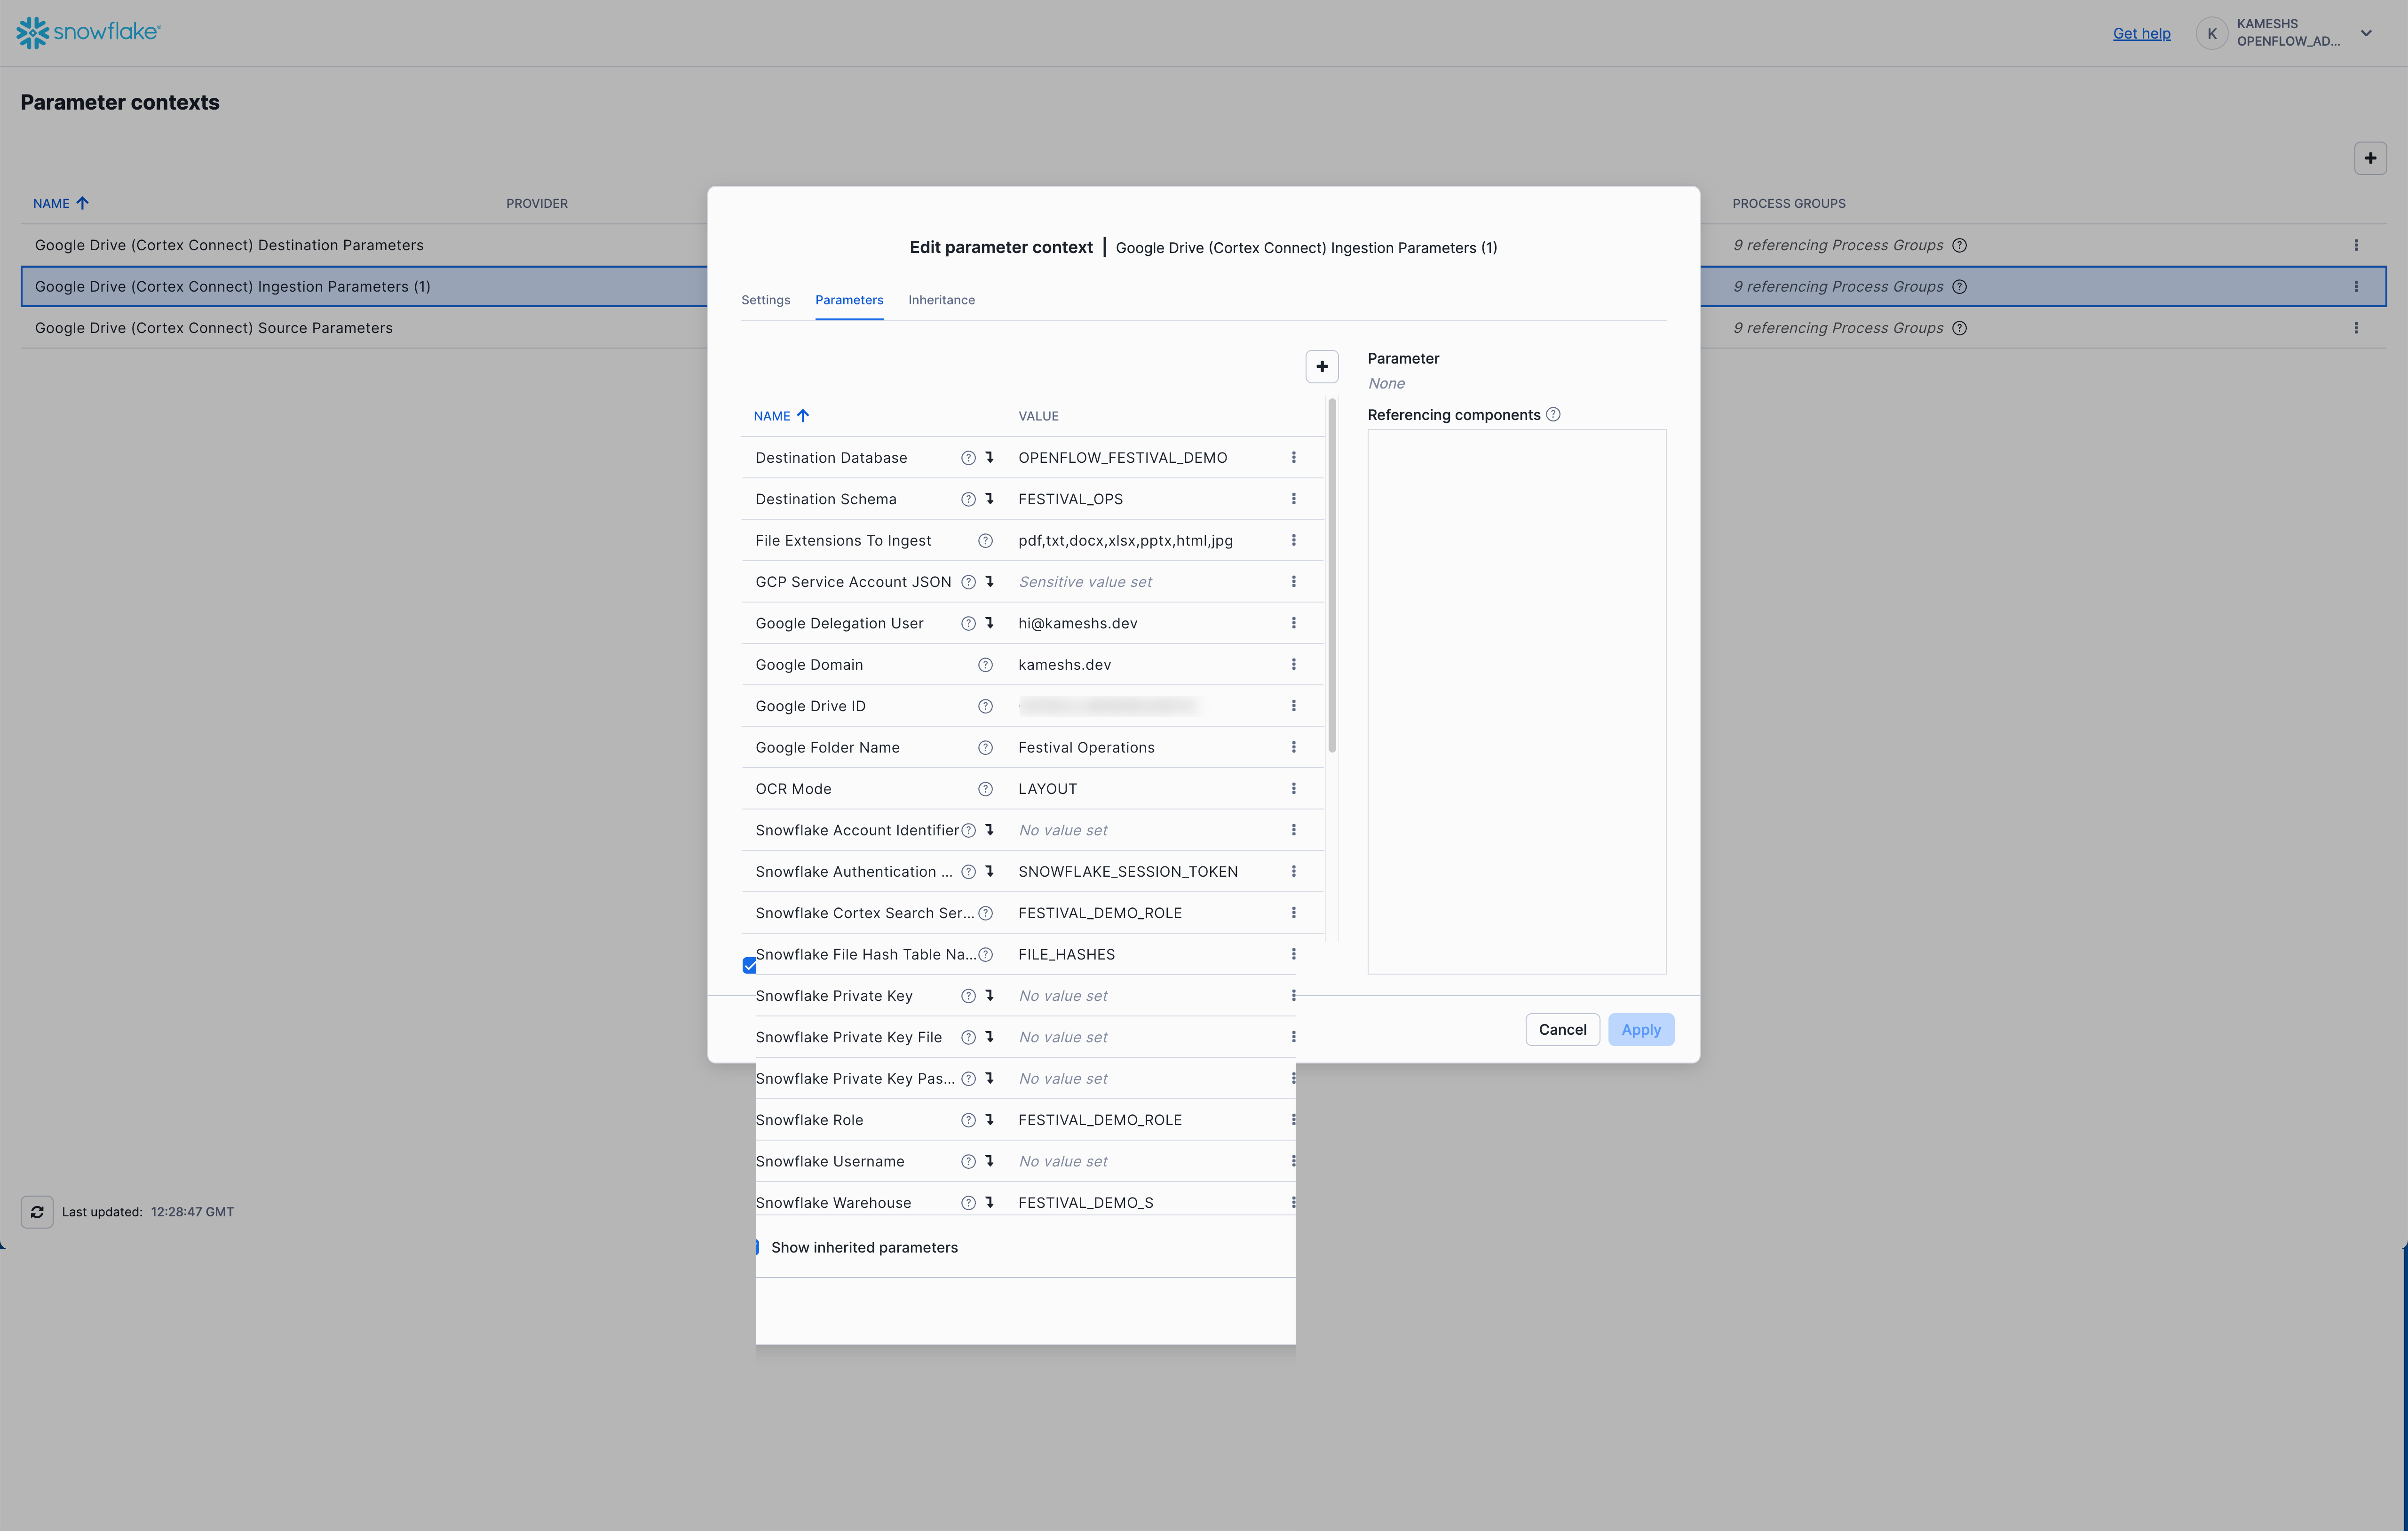 snowflake
Get help
K
KAMESHS
OPENFLOW_AD...
Parameter contexts
NAME PROVIDER PROCESS GROUPS
Google Drive (Cortex Connect) Destination Parameters 9 referencing Process Groups
Google Drive (Cortex Connect) Ingestion Parameters (1) 9 referencing Process Groups
Google Drive (Cortex Connect) Source Parameters 9 referencing Process Groups
Edit parameter context | Google Drive (Cortex Connect) Ingestion Parameters (1)
Settings Parameters Inheritance
NAME VALUE
Destination Database OPENFLOW_FESTIVAL_DEMO
Destination Schema FESTIVAL_OPS
File Extensions To Ingest pdf,txt,docx,xlsx,pptx,html,jpg
GCP Service Account JSON Sensitive value set
Google Delegation User hi@kameshs.dev
Google Domain kameshs.dev
Google Drive ID
Google Folder Name Festival Operations
OCR Mode LAYOUT
Snowflake Account Identifier No value set
Snowflake Authentication ... SNOWFLAKE_SESSION_TOKEN
Snowflake Cortex Search Ser... FESTIVAL_DEMO_ROLE
Snowflake File Hash Table Na... FILE_HASHES
Snowflake Private Key No value set
Snowflake Private Key File No value set
Snowflake Private Key Pas... No value set
Snowflake Role FESTIVAL_DEMO_ROLE
Snowflake Username No value set
Snowflake Warehouse FESTIVAL_DEMO_S
Show inherited parameters
Parameter
None
Referencing components
Cancel Apply
Last updated: 12:28:47 GMT